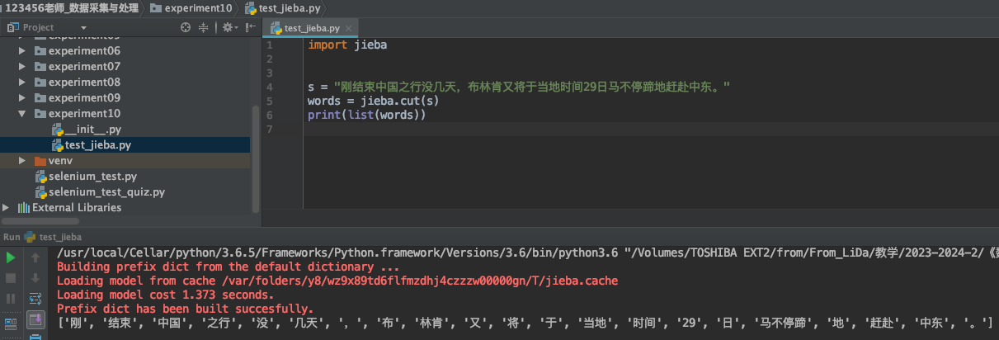 123456老师_数据采集与处理 experiment10 test_jieba.py
Project
test_jieba.py
experiment06
experiment07
experiment08
experiment09
experiment10
__init__.py
test_jieba.py
venv
selenium_test.py
selenium_test_quiz.py
External Libraries
1 import jieba
2
3
4 s = "刚结束中国之行没几天，布林肯又将于当地时间29日马不停蹄地赶赴中东。"
5 words = jieba.cut(s)
6 print(list(words))
7
Run test_jieba
/usr/local/Cellar/python/3.6.5/Frameworks/Python.framework/Versions/3.6/bin/python3.6 "/Volumes/TOSHIBA EXT2/from/From_LiDa/教学/2023-2024-2/《
Building prefix dict from the default dictionary ...
Loading model from cache /var/folders/y8/wz9x89td6flfmzdhj4czzzw00000gn/T/jieba.cache
Loading model cost 1.373 seconds.
Prefix dict has been built succesfully.
['刚', '结束', '中国', '之行', '没', '几天', '，', '布', '林肯', '又', '将', '于', '当地', '时间', '29', '日', '马不停蹄', '地', '赶赴', '中东', '。']